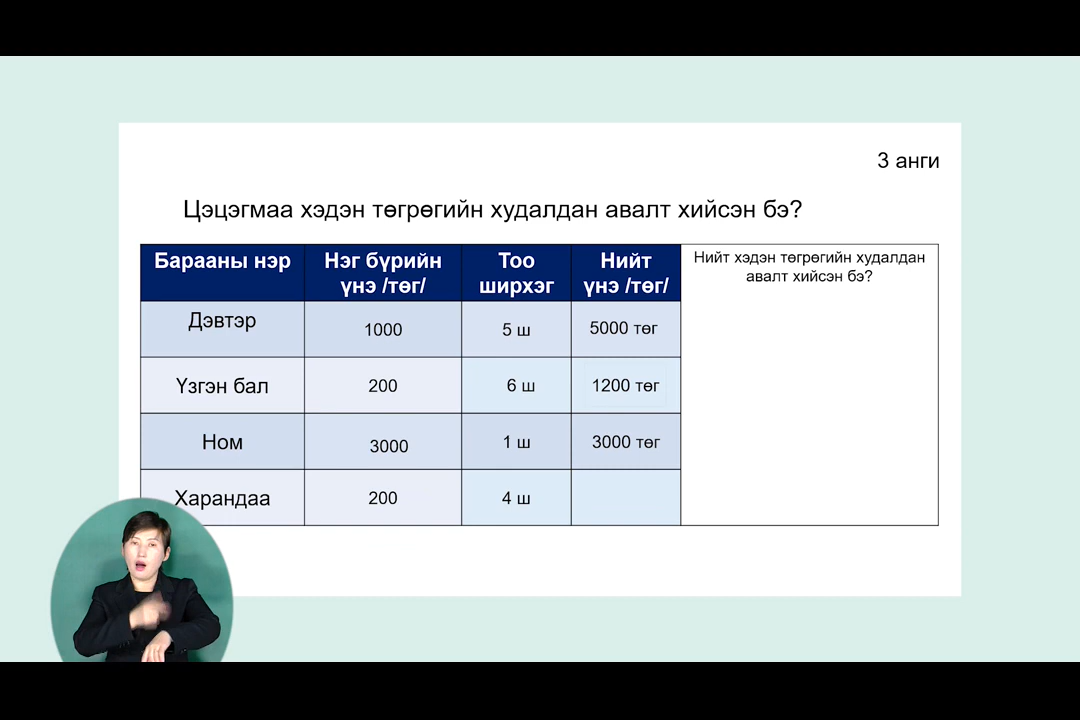 3 анги
Цэцэгмаа хэдэн төгрөгийн худалдан авалт хийсэн бэ?
Барааны нэр
Нэг бүрийн
үнэ /төг/
Тоо
ширхэг
Нийт
үнэ /төг/
Нийт хэдэн төгрөгийн худалдан
авалт хийсэн бэ?
Дэвтэр
1000
5 ш
5000 төг
Үзгэн бал
200
6 ш
1200 төг
Ном
3000
1 ш
3000 төг
Харандаа
200
4 ш